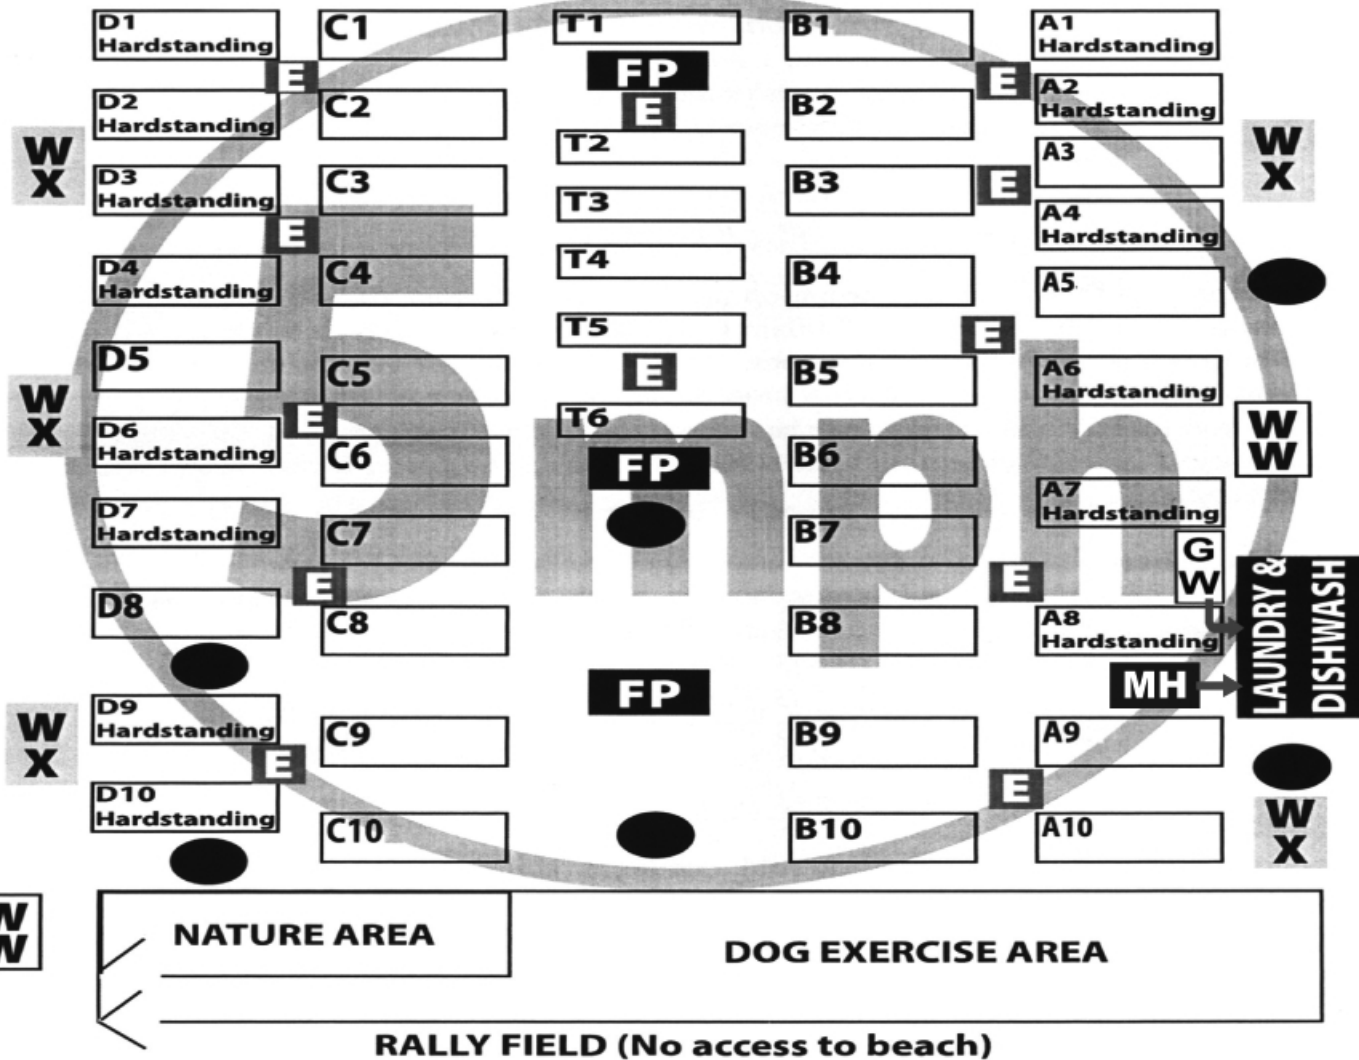 D1
Hardstanding
C1
T1
B1
A1
Hardstanding
FP
E
E
E
D2
Hardstanding
C2
B2
A2
Hardstanding
T2
W
X
A3
W
X
D3
Hardstanding
C3
T3
B3
E
A4
Hardstanding
E
D4
Hardstanding
C4
T4
B4
A5
T5
E
D5
C5
E
B5
A6
Hardstanding
W
X
E
T6
W
W
D6
Hardstanding
C6
FP
B6
5 mph
D7
Hardstanding
C7
B7
A7
Hardstanding
G
W
E
E
D8
C8
B8
A8
Hardstanding
LAUNDRY &
DISHWASH
MH
FP
D9
Hardstanding
C9
B9
A9
W
X
E
E
D10
Hardstanding
C10
B10
A10
W
X
W
W
NATURE AREA
DOG EXERCISE AREA
RALLY FIELD (No access to beach)